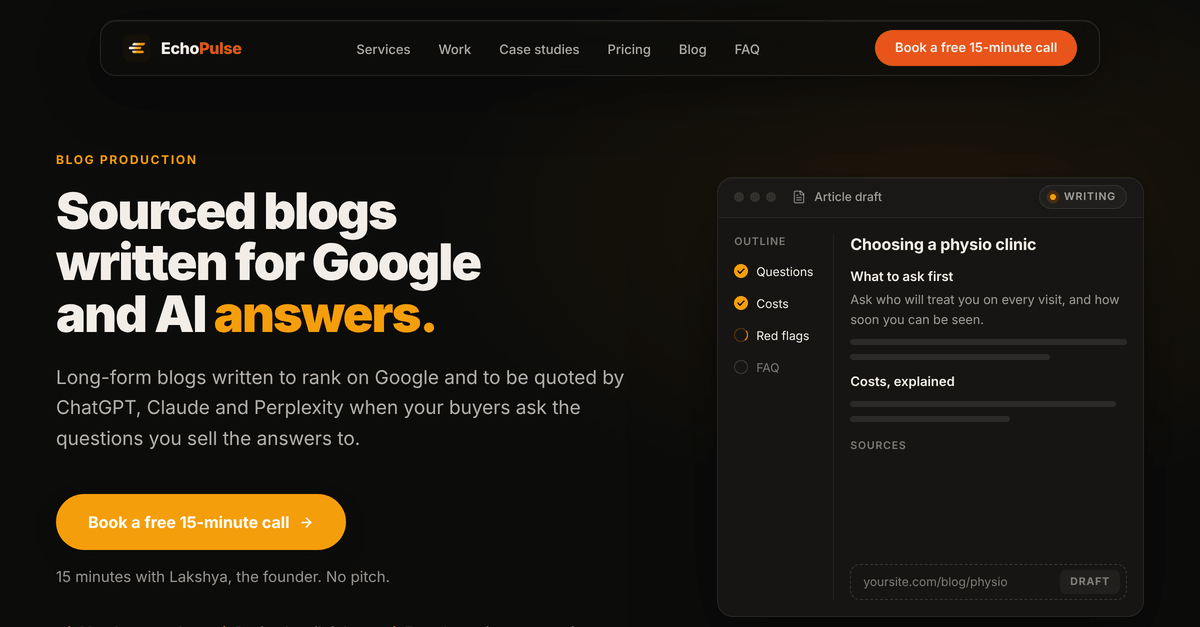 EchoPulse
Services
Work
Case studies
Pricing
Blog
FAQ
Book a free 15-minute call
BLOG PRODUCTION
Sourced blogs
written for Google
and AI answers.
Long-form blogs written to rank on Google and to be quoted by
ChatGPT, Claude and Perplexity when your buyers ask the
questions you sell the answers to.
Book a free 15-minute call →
15 minutes with Lakshya, the founder. No pitch.
Article draft
WRITING
OUTLINE
Questions
Costs
Red flags
FAQ
Choosing a physio clinic
What to ask first
Ask who will treat you on every visit, and how
soon you can be seen.
Costs, explained
SOURCES
yoursite.com/blog/physio
DRAFT